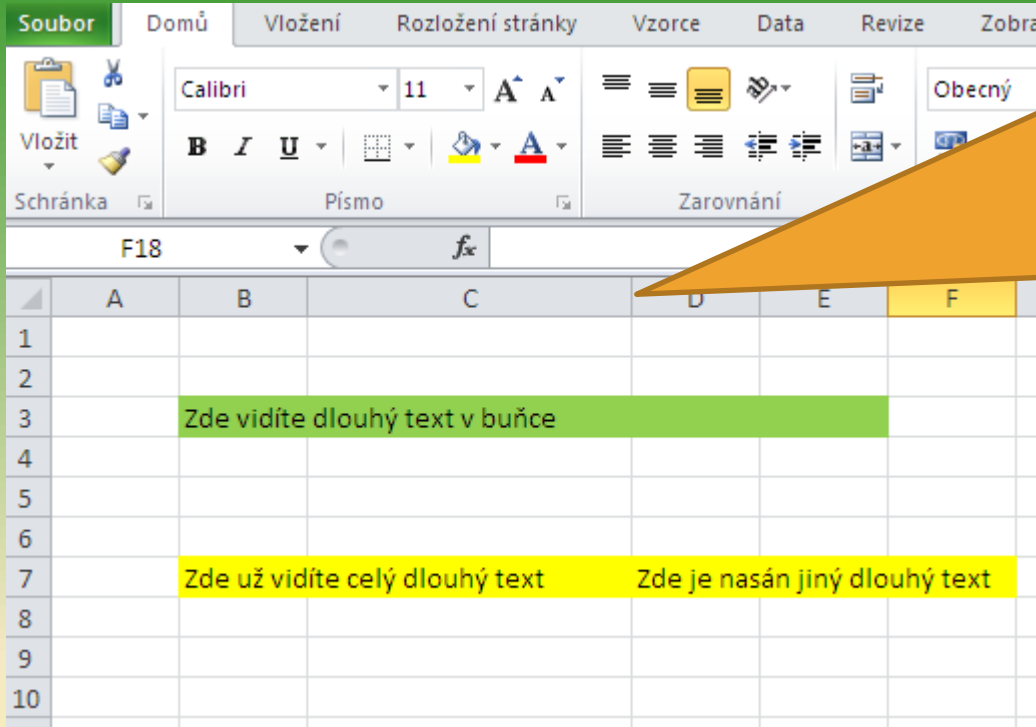 Soubor Domů Vložení Rozložení stránky Vzorce Data Revize
Calibri 11 A A Obecný
Vložit B I U A a
Schránka Písmo Zarovnání
F18 fx
A B C D E F
1
2
3 Zde vidíte dlouhý text v buňce
4
5
6
7 Zde už vidíte celý dlouhý text Zde je nasán jiný dlouhý text
8
9
10